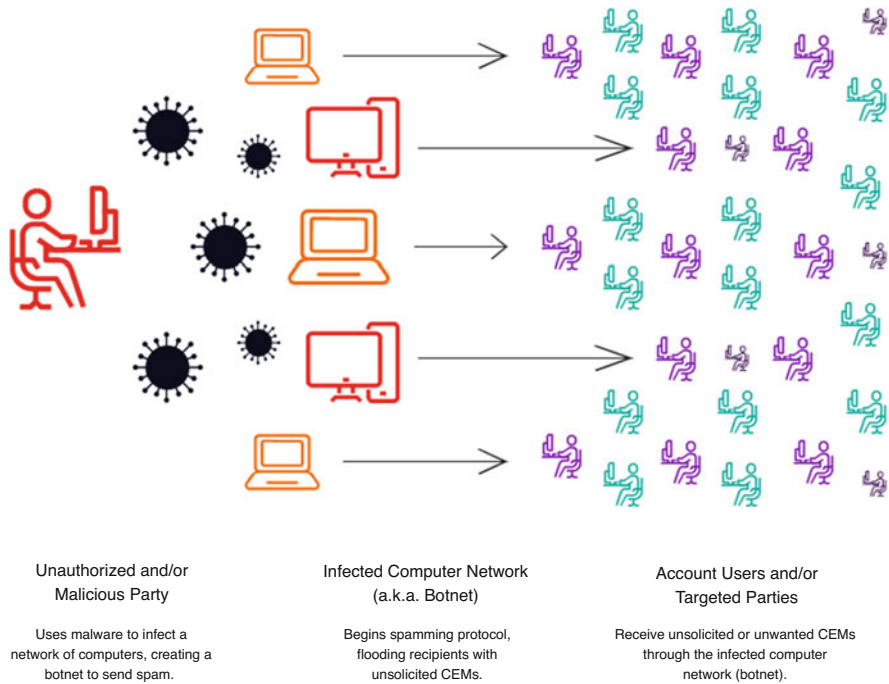 Unauthorized and/or
Malicious Party
Uses malware to infect a
network of computers, creating a
botnet to send spam.
Infected Computer Network
(a.k.a. Botnet)
Begins spamming protocol,
flooding recipients with
unsolicited CEMs.
Account Users and/or
Targeted Parties
Receive unsolicited or unwanted CEMs
through the infected computer
network (botnet).